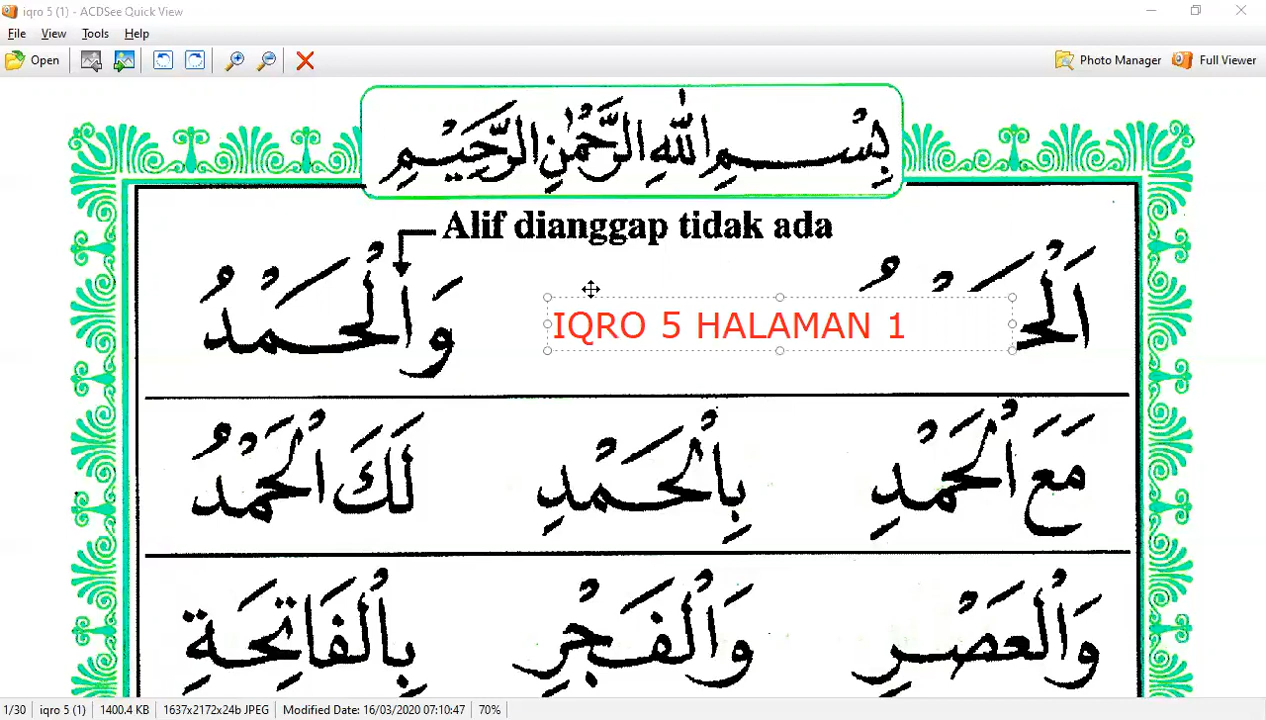 iqro 5 (1) - ACDSee Quick View
File View Tools Help
Open Photo Manager Full Viewer
بِسْمِ اللهِ الرَّحْمٰنِ الرَّحِيْمِ
Alif dianggap tidak ada
اَلْحَمْدُ وَالْحَمْدُ
IQRO 5 HALAMAN 1
مَعَ الْحَمْدِ بِالْحَمْدِ لَكَ الْحَمْدُ
وَالْعَصْرِ وَالْفَجْرِ بِالْفَاتِحَةِ
1/30 iqro 5 (1) 1400.4 KB 1637x2172x24b JPEG Modified Date: 16/03/2020 07:10:47 70%